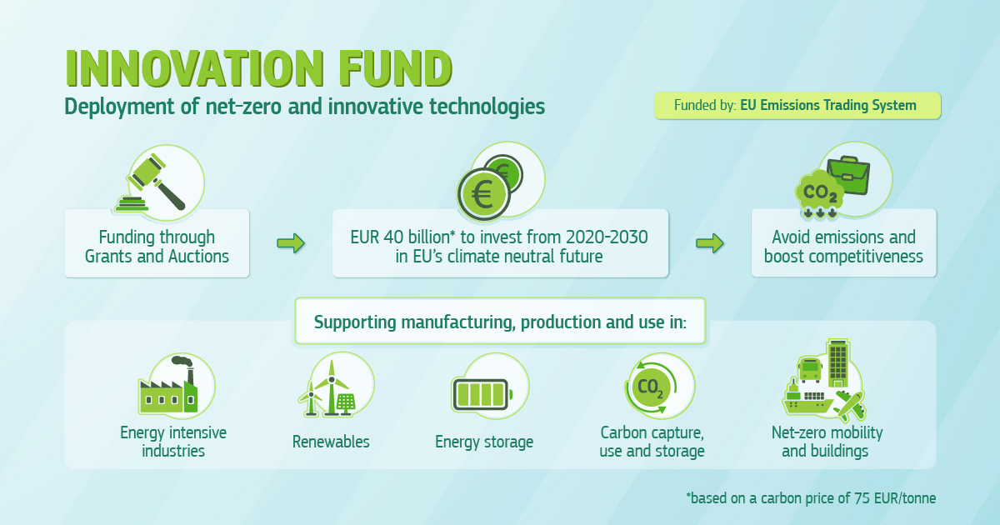 INNOVATION FUND
Deployment of net-zero and innovative technologies
Funded by: EU Emissions Trading System
€
€
CO2
Funding through
Grants and Auctions
EUR 40 billion* to invest from 2020-2030
in EU's climate neutral future
Avoid emissions and
boost competitiveness
Supporting manufacturing, production and use in:
CO2
Energy intensive
industries
Renewables
Energy storage
Carbon capture,
use and storage
Net-zero mobility
and buildings
*based on a carbon price of 75 EUR/tonne